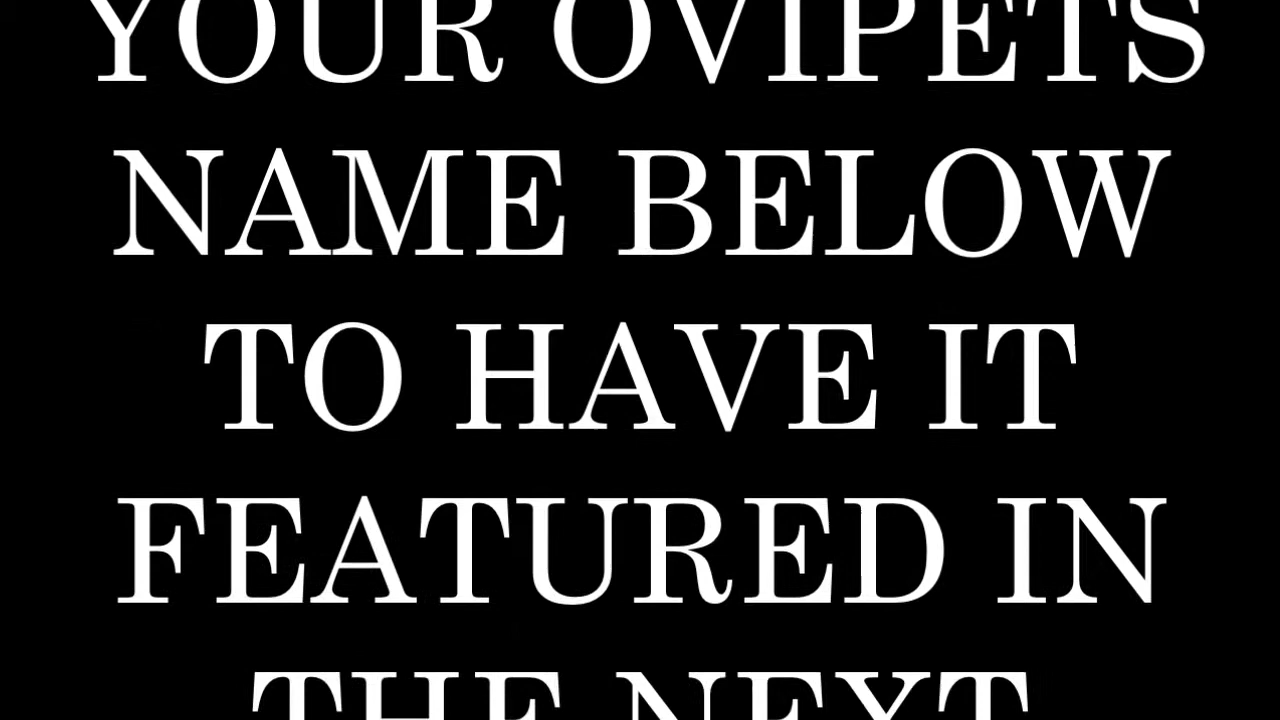 YOUR OVIPETS
NAME BELOW
TO HAVE IT
FEATURED IN
THE NEXT